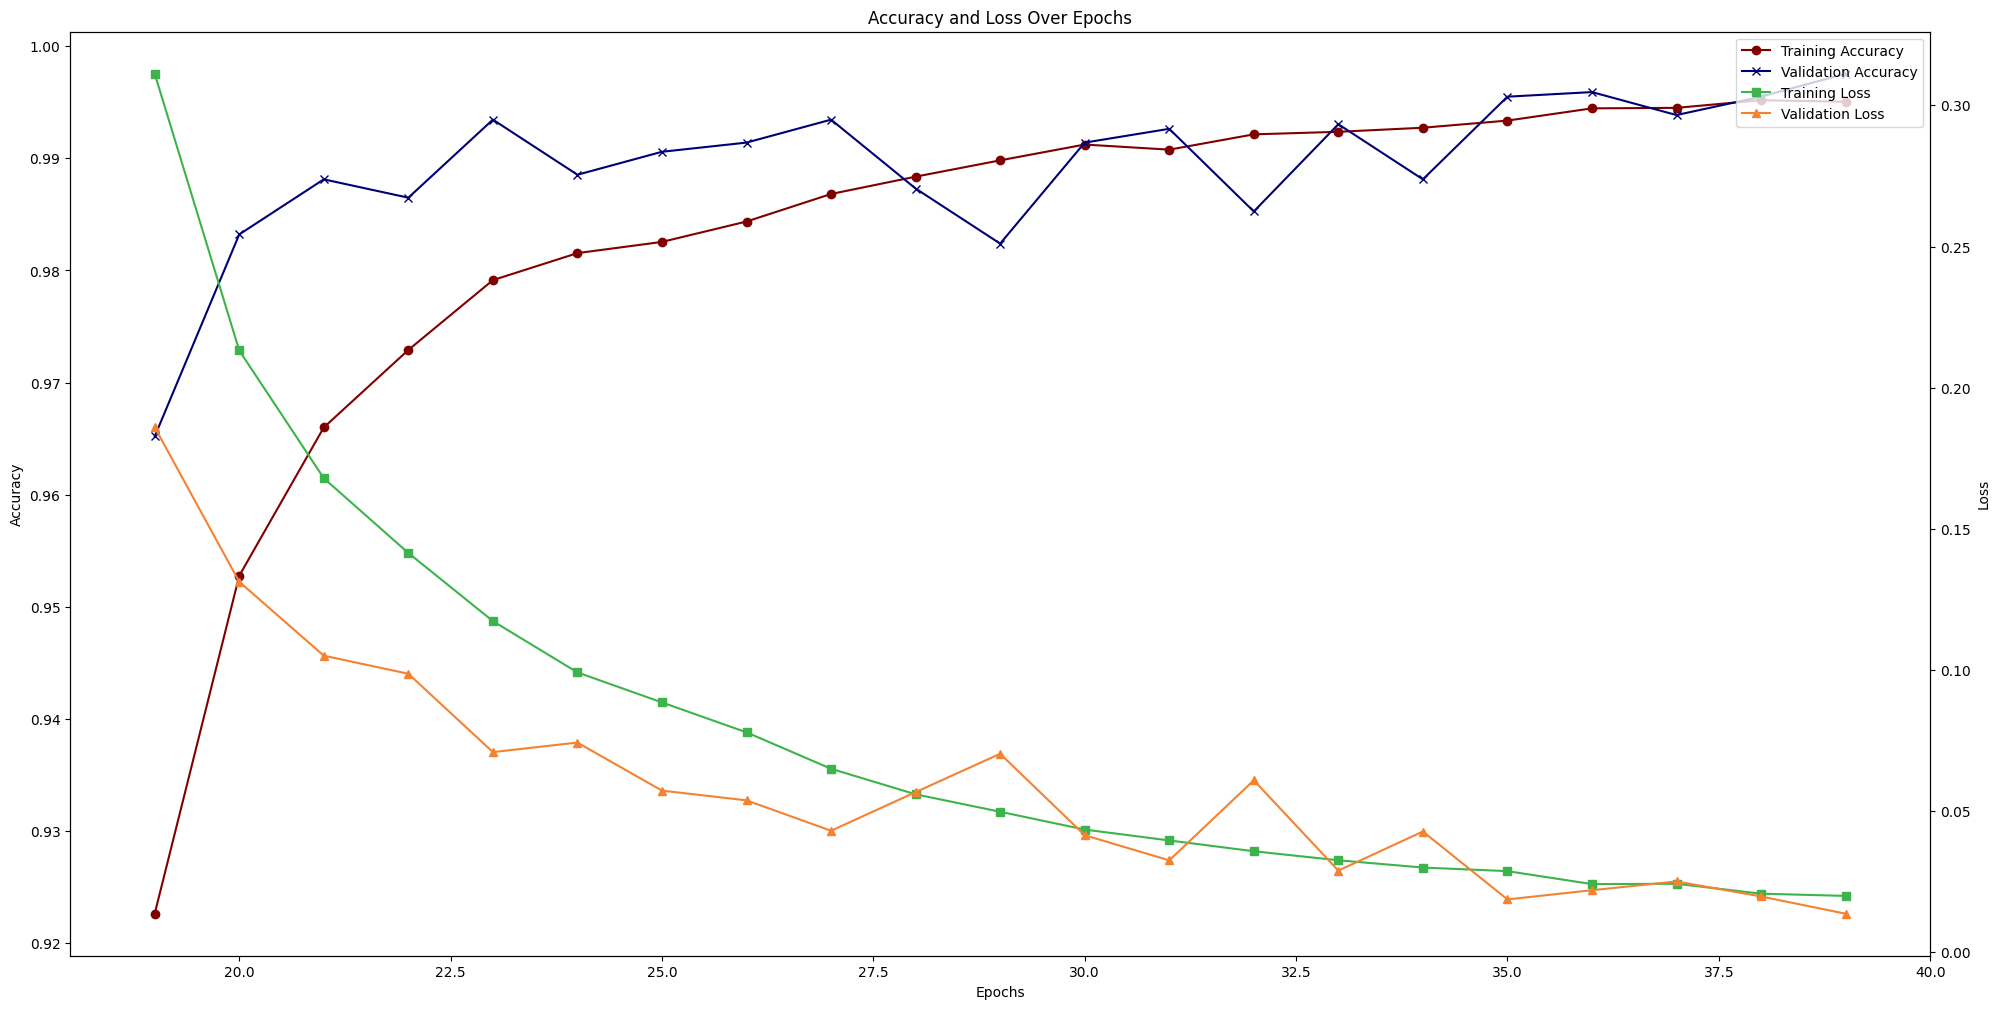 Accuracy and Loss Over Epochs
1.00
0.99
0.98
0.97
0.96
0.95
0.94
0.93
0.92
Accuracy
Training Accuracy
Validation Accuracy
Training Loss
Validation Loss
0.30
0.25
0.20
0.15
0.10
0.05
0.00
Loss
20.0 22.5 25.0 27.5 30.0 32.5 35.0 37.5 40.0
Epochs